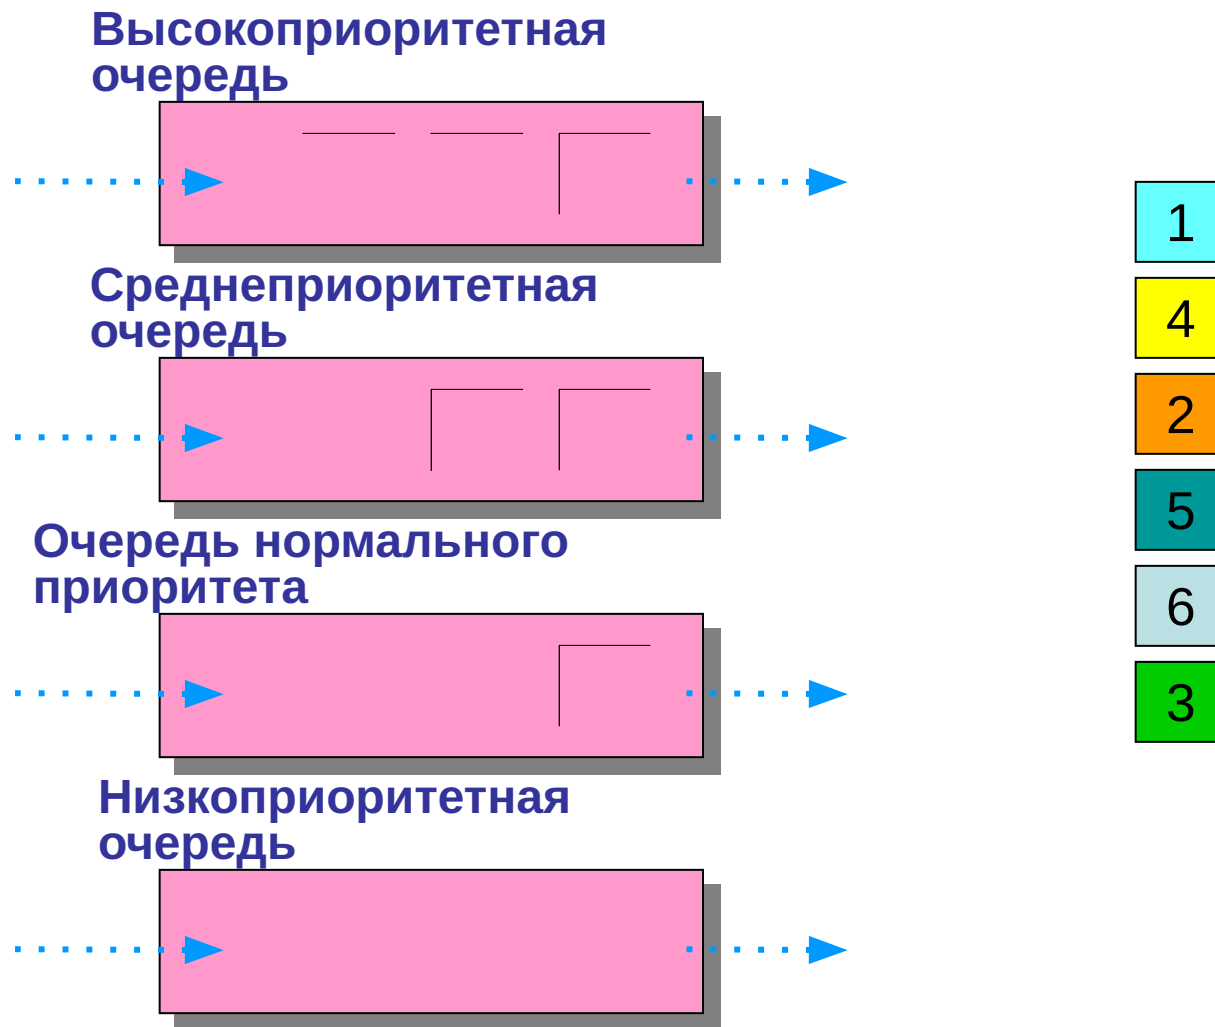 Высокоприоритетная
очередь
Среднеприоритетная
очередь
Очередь нормального
приоритета
Низкоприоритетная
очередь
1
4
2
5
6
3